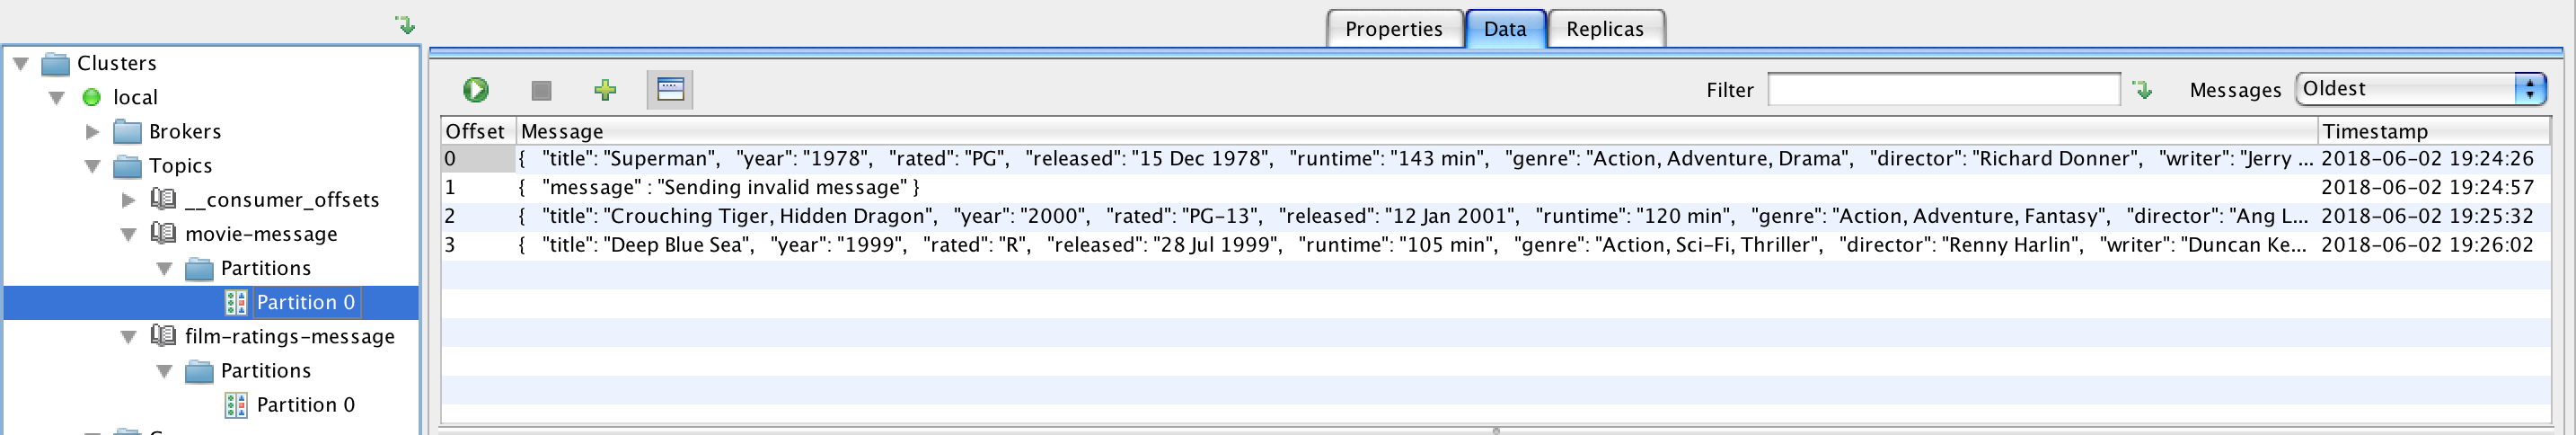 Properties Data Replicas
Clusters
local
Brokers
Topics
__consumer_offsets
movie-message
Partitions
Partition 0
film-ratings-message
Partitions
Partition 0
Filter Messages Oldest
Offset Message Timestamp
0 { "title": "Superman", "year": "1978", "rated": "PG", "released": "15 Dec 1978", "runtime": "143 min", "genre": "Action, Adventure, Drama", "director": "Richard Donner", "writer": "Jerry ... 2018-06-02 19:24:26
1 { "message" : "Sending invalid message" } 2018-06-02 19:24:57
2 { "title": "Crouching Tiger, Hidden Dragon", "year": "2000", "rated": "PG-13", "released": "12 Jan 2001", "runtime": "120 min", "genre": "Action, Adventure, Fantasy", "director": "Ang L... 2018-06-02 19:25:32
3 { "title": "Deep Blue Sea", "year": "1999", "rated": "R", "released": "28 Jul 1999", "runtime": "105 min", "genre": "Action, Sci-Fi, Thriller", "director": "Renny Harlin", "writer": "Duncan Ke... 2018-06-02 19:26:02